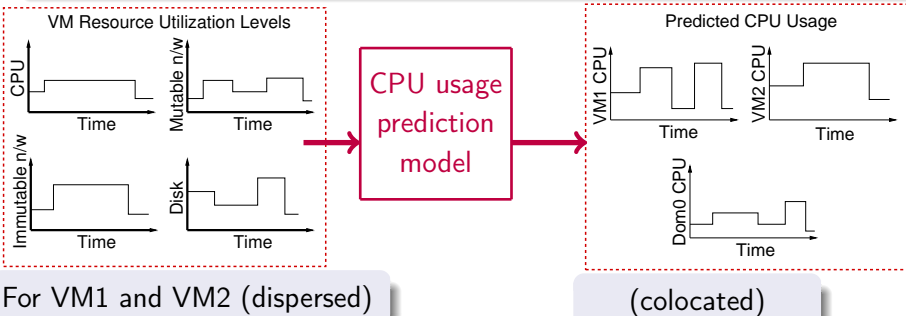 VM Resource Utilization Levels
CPU
Time
Mutable n/w
Time
Immutable n/w
Time
Disk
Time
CPU usage
prediction
model
Predicted CPU Usage
VM1 CPU
Time
VM2 CPU
Time
Dom0 CPU
Time
For VM1 and VM2 (dispersed)
(colocated)